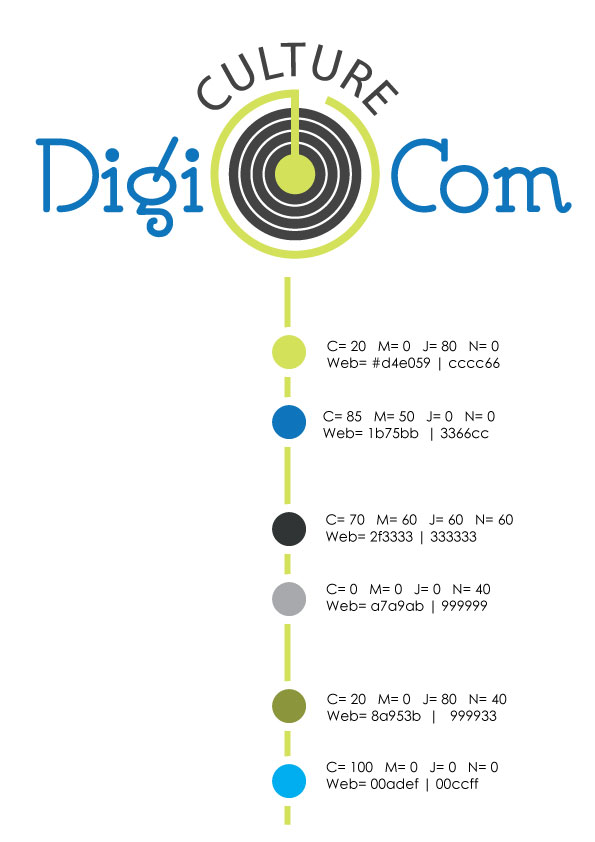 CULTURE
Digi Com
C= 20 M= 0 J= 80 N= 0
Web= #d4e059 | cccc66
C= 85 M= 50 J= 0 N= 0
Web= 1b75bb | 3366cc
C= 70 M= 60 J= 60 N= 60
Web= 2f3333 | 333333
C= 0 M= 0 J= 0 N= 40
Web= a7a9ab | 999999
C= 20 M= 0 J= 80 N= 40
Web= 8a953b | 999933
C= 100 M= 0 J= 0 N= 0
Web= 00adef | 00ccff